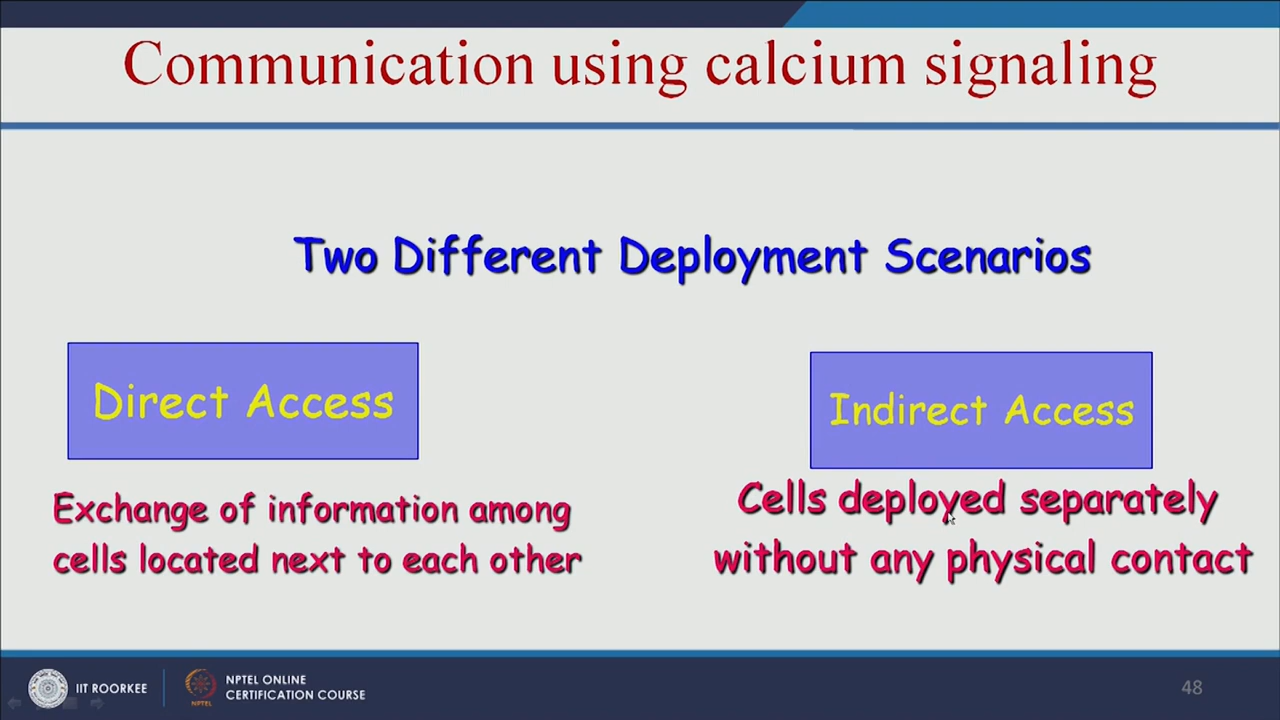 Communication using calcium signaling
Two Different Deployment Scenarios
Direct Access
Exchange of information among
cells located next to each other
Indirect Access
Cells deployed separately
without any physical contact
IIT ROORKEE
NPTEL
NPTEL ONLINE
CERTIFICATION COURSE
48